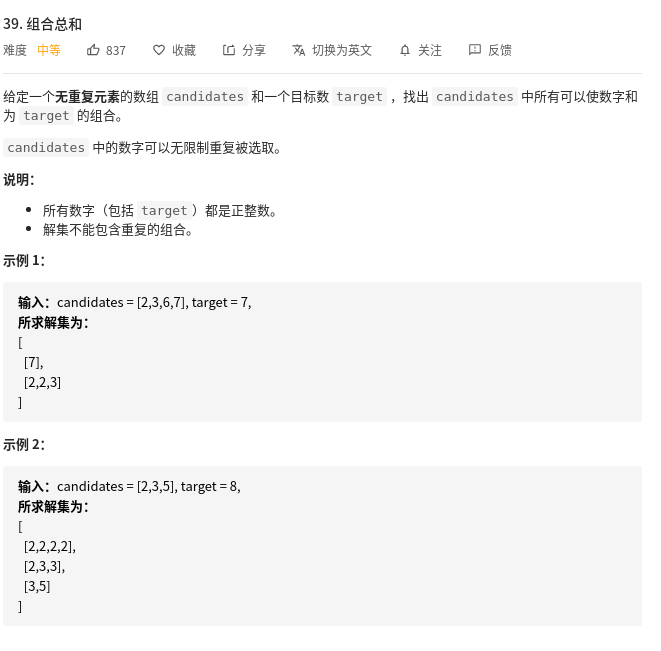 39. 组合总和
难度 中等 837 收藏 分享 切换为英文 关注 反馈
给定一个无重复元素的数组 candidates 和一个目标数 target ，找出 candidates 中所有可以使数字和
为 target 的组合。
candidates 中的数字可以无限制重复被选取。
说明：
所有数字（包括 target）都是正整数。
解集不能包含重复的组合。
示例 1：
输入：candidates = [2,3,6,7], target = 7,
所求解集为：
[
[7],
[2,2,3]
]
示例 2：
输入：candidates = [2,3,5], target = 8,
所求解集为：
[
[2,2,2,2],
[2,3,3],
[3,5]
]